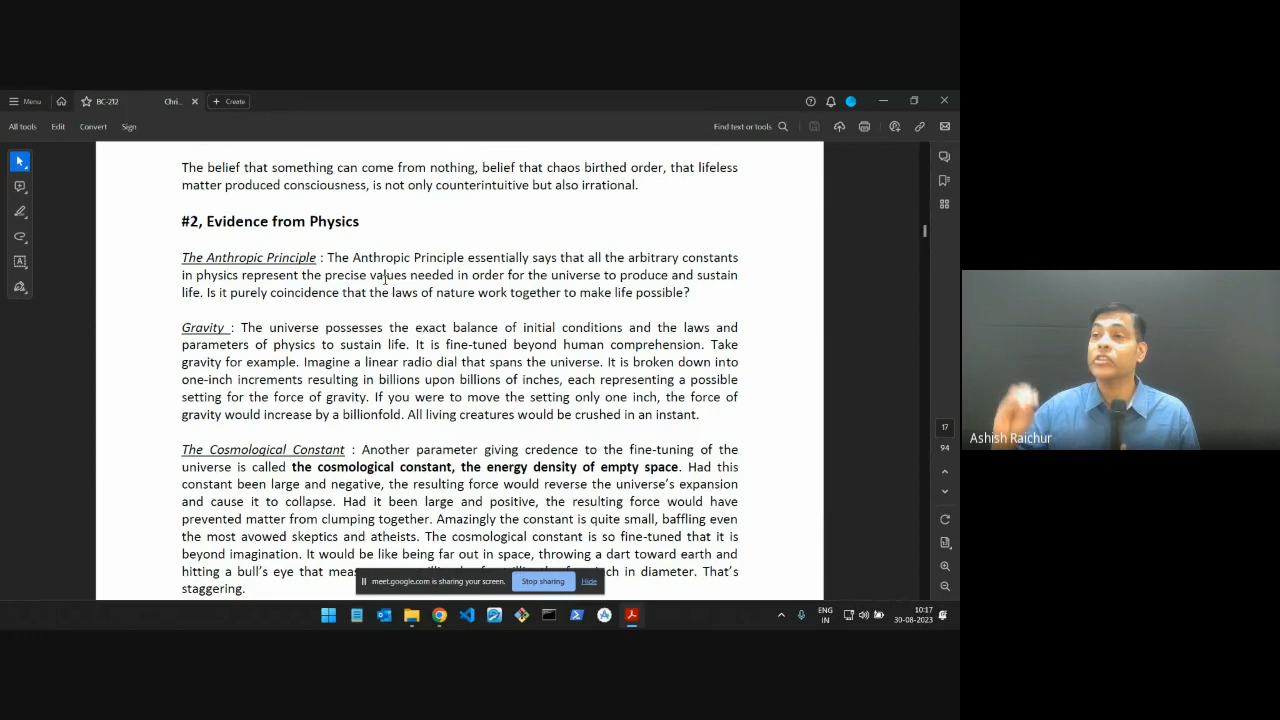 Menu
BC-212
Chri...
Create
All tools
Edit
Convert
Sign
Find text or tools
The belief that something can come from nothing, belief that chaos birthed order, that lifeless
matter produced consciousness, is not only counterintuitive but also irrational.
#2, Evidence from Physics
The Anthropic Principle : The Anthropic Principle essentially says that all the arbitrary constants
in physics represent the precise values needed in order for the universe to produce and sustain
life. Is it purely coincidence that the laws of nature work together to make life possible?
Gravity : The universe possesses the exact balance of initial conditions and the laws and
parameters of physics to sustain life. It is fine-tuned beyond human comprehension. Take
gravity for example. Imagine a linear radio dial that spans the universe. It is broken down into
one-inch increments resulting in billions upon billions of inches, each representing a possible
setting for the force of gravity. If you were to move the setting only one inch, the force of
gravity would increase by a billionfold. All living creatures would be crushed in an instant.
The Cosmological Constant : Another parameter giving credence to the fine-tuning of the
universe is called the cosmological constant, the energy density of empty space. Had this
constant been large and negative, the resulting force would reverse the universe's expansion
and cause it to collapse. Had it been large and positive, the resulting force would have
prevented matter from clumping together. Amazingly the constant is quite small, baffling even
the most avowed skeptics and atheists. The cosmological constant is so fine-tuned that it is
beyond imagination. It would be like being far out in space, throwing a dart toward earth and
hitting a bull's eye that in diameter. That's
staggering.
meet.google.com is sharing your screen.
Stop sharing
Hide
17
94
Ashish Raichur
ENG
IN
10:17
30-08-2023